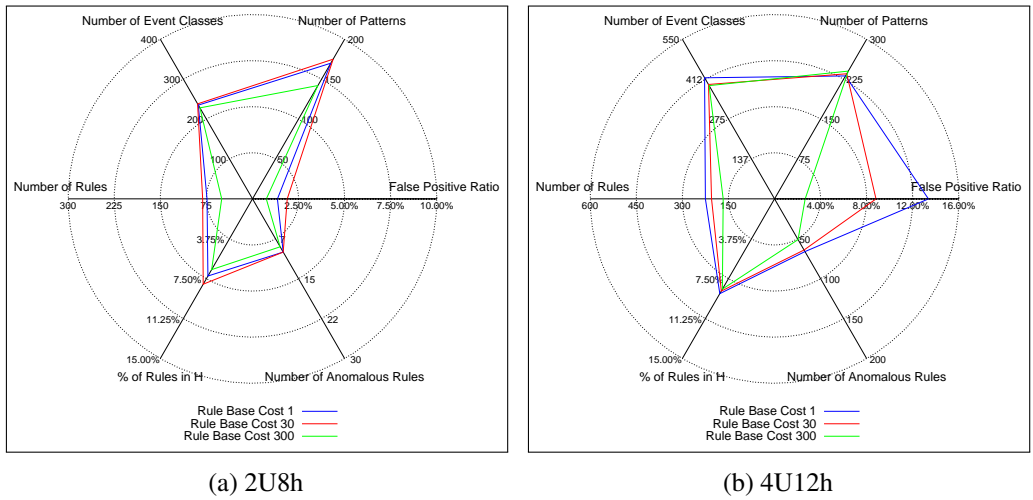 Number of Event Classes
Number of Patterns
400
200
300
150
200
100
100
50
Number of Rules
False Positive Ratio
300
225
150
75
2.50%
5.00%
7.50%
10.00%
3.75%
7
7.50%
15
11.25%
22
15.00%
30
% of Rules in H
Number of Anomalous Rules
Rule Base Cost 1
Rule Base Cost 30
Rule Base Cost 300
(a) 2U8h
Number of Event Classes
Number of Patterns
550
300
412
225
275
150
137
75
Number of Rules
False Positive Ratio
600
450
300
150
4.00%
8.00%
12.00%
16.00%
3.75%
50
7.50%
100
11.25%
150
15.00%
200
% of Rules in H
Number of Anomalous Rules
Rule Base Cost 1
Rule Base Cost 30
Rule Base Cost 300
(b) 4U12h